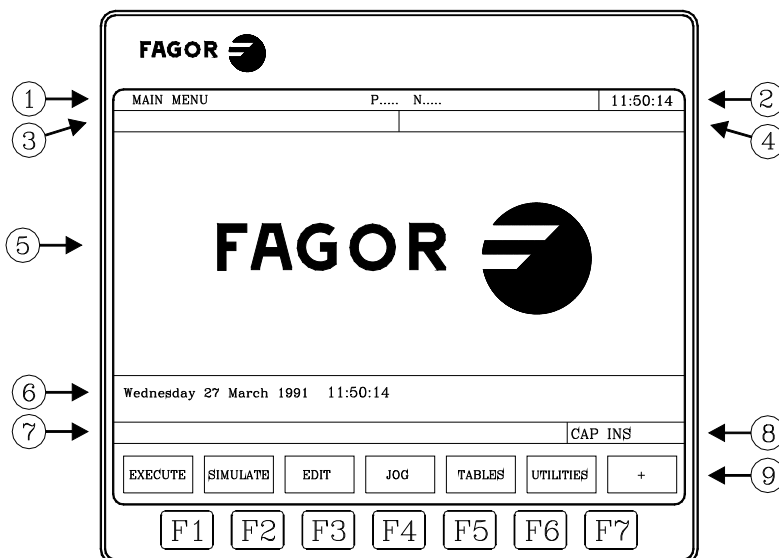 FAGOR
1 MAIN MENU P..... N..... 11:50:14 2
3 4
5 FAGOR
6 Wednesday 27 March 1991 11:50:14
7 CAP INS 8
EXECUTE SIMULATE EDIT JOG TABLES UTILITIES + 9
F1 F2 F3 F4 F5 F6 F7